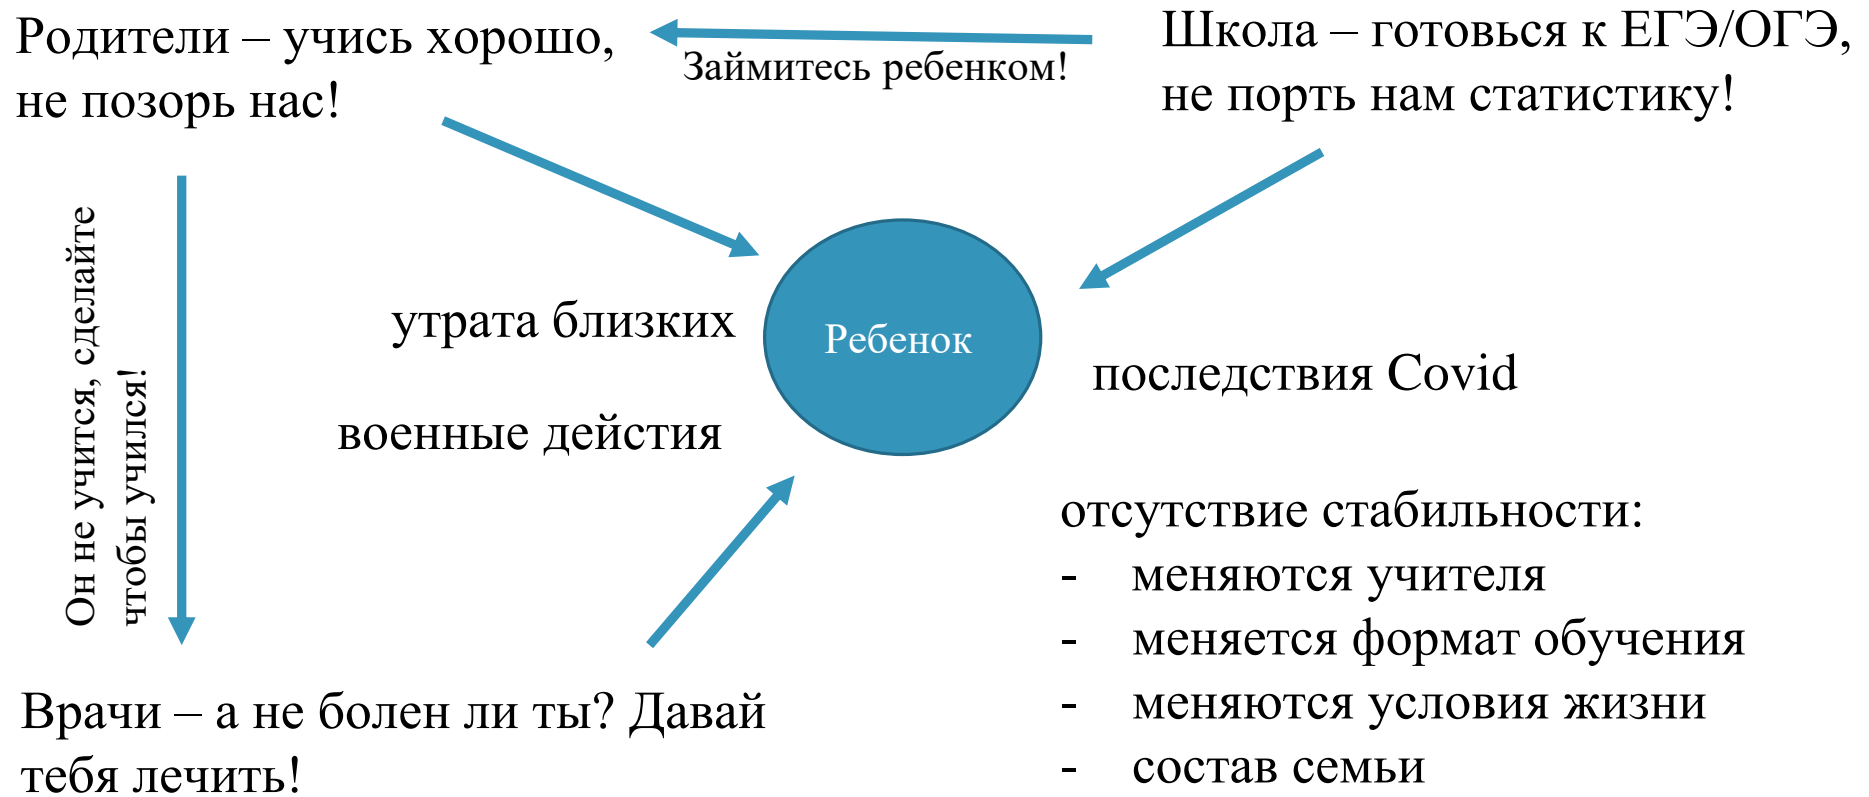 Родители – учись хорошо,
не позорь нас!
Займитесь ребенком!
Школа – готовься к ЕГЭ/ОГЭ,
не порть нам статистику!
Он не учится, сделайте
чтобы учился!
утрата близких
Ребенок
последствия Covid
военные дейстия
отсутствие стабильности:
- меняются учителя
- меняется формат обучения
- меняются условия жизни
- состав семьи
Врачи – а не болен ли ты? Давай
тебя лечить!